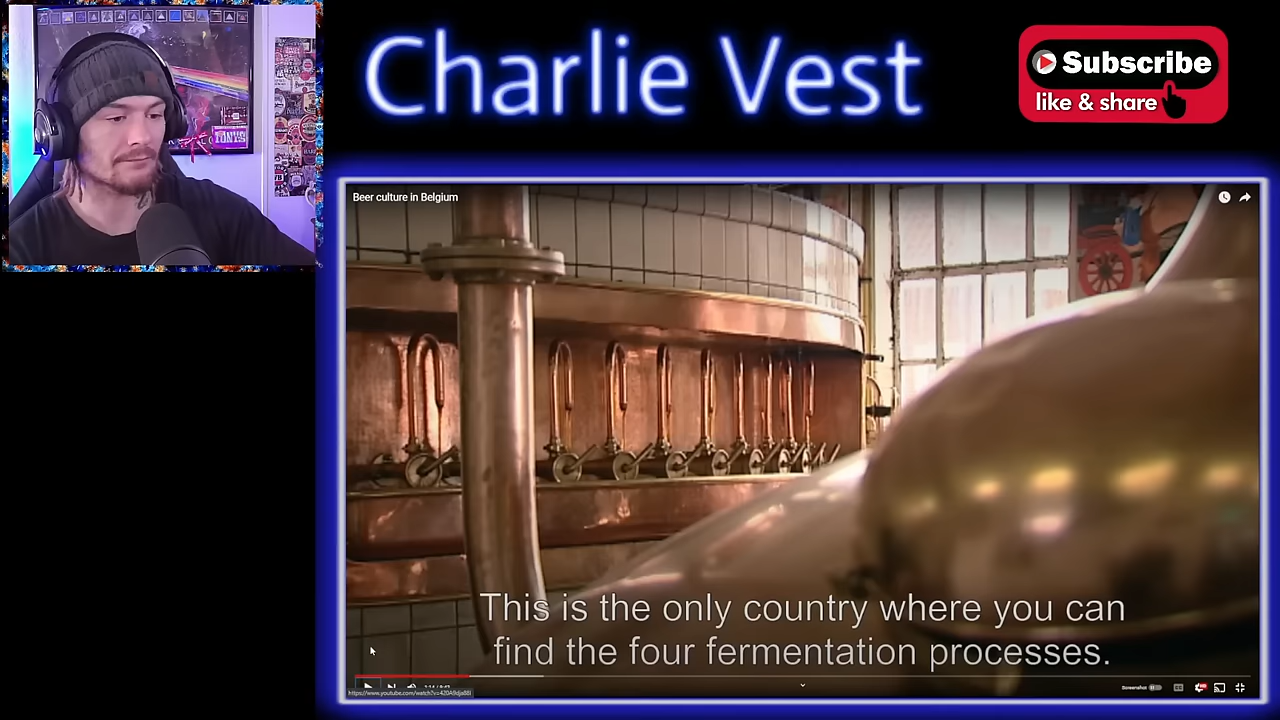 Charlie Vest
Subscribe
like & share
Beer culture in Belgium
This is the only country where you can
find the four fermentation processes.
Screenshot